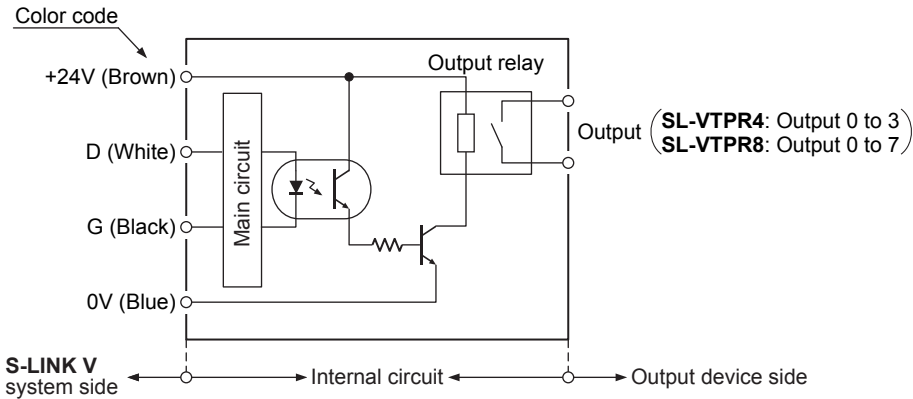 Color code
+24V (Brown)
Output relay
D (White)
Main circuit
Output (SL-VTPR4: Output 0 to 3
SL-VTPR8: Output 0 to 7)
G (Black)
0V (Blue)
S-LINK V
system side
Internal circuit
Output device side